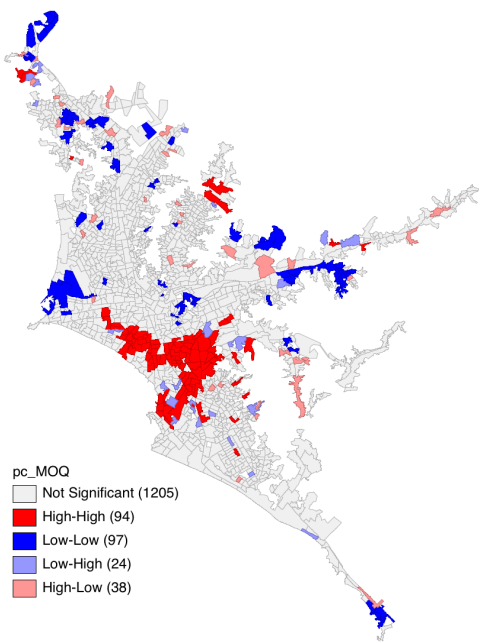 pc_MOQ
Not Significant (1205)
High-High (94)
Low-Low (97)
Low-High (24)
High-Low (38)